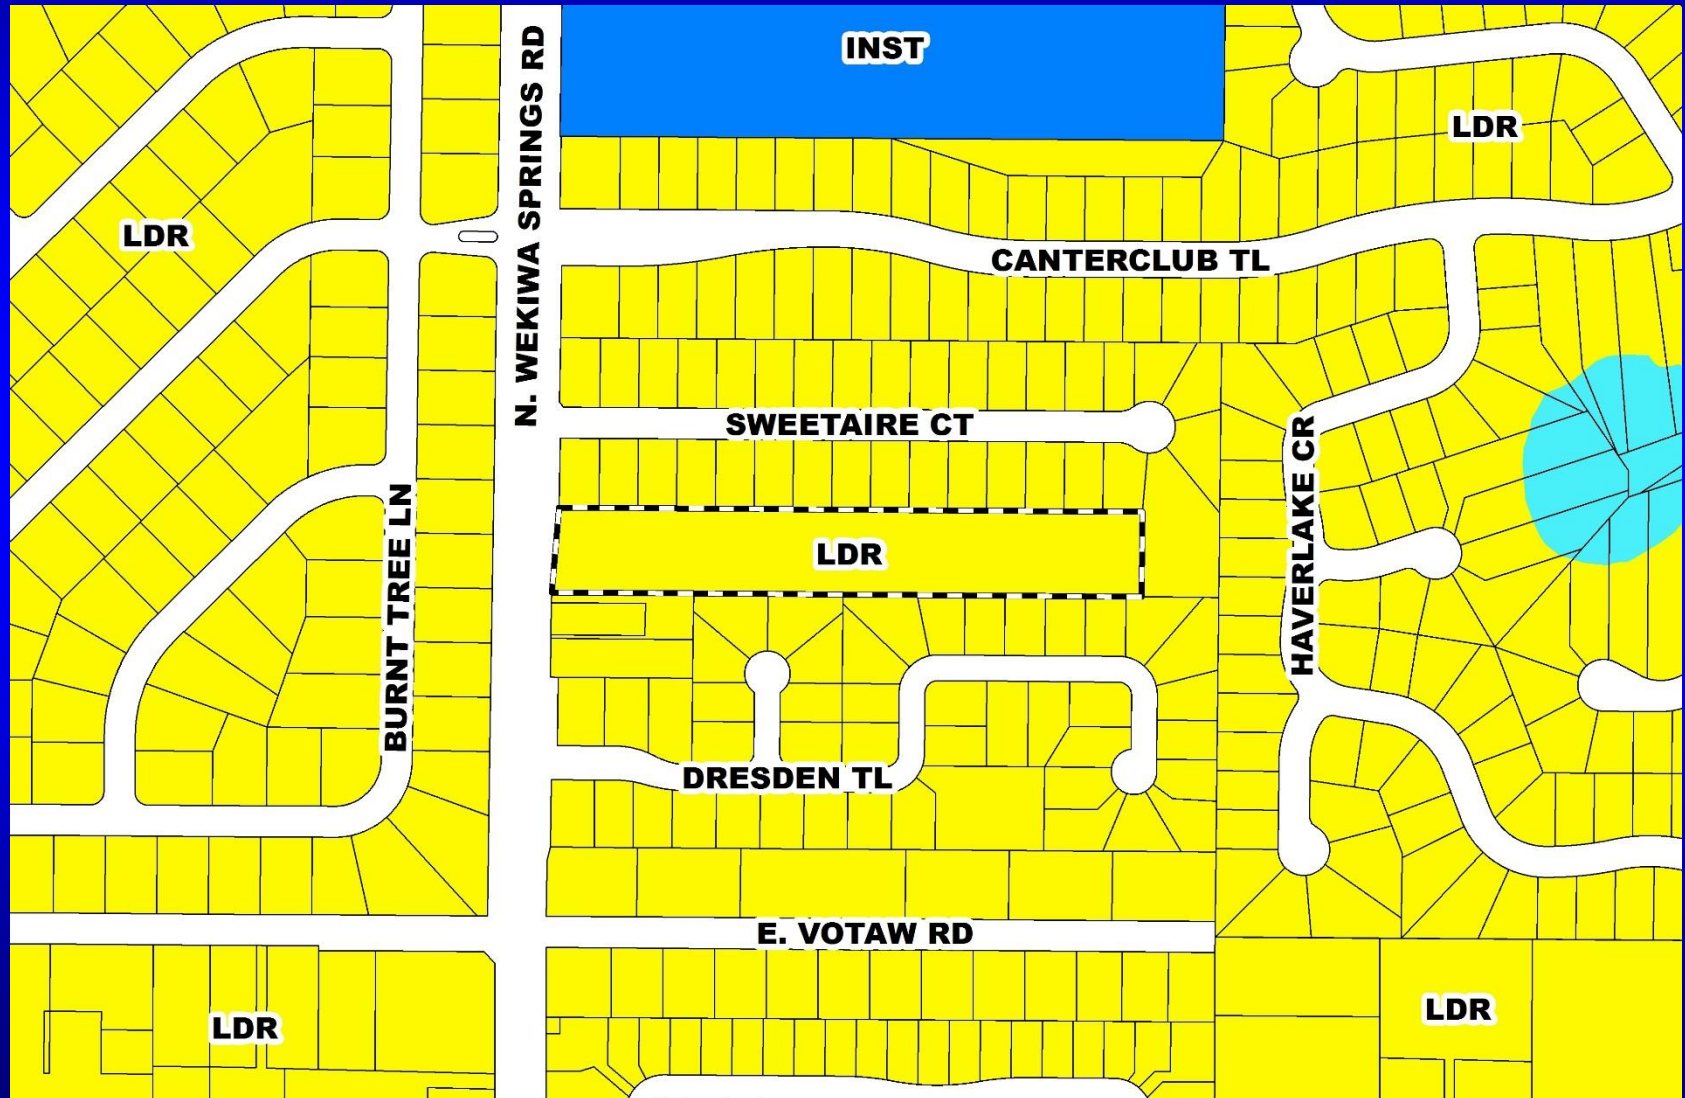 INST
N. WEKIWA SPRINGS RD
LDR
LDR
CANTERCLUB TL
SWEETAIRE CT
HAVERLAKE CR
BURNT TREE LN
LDR
DRESDEN TL
E. VOTAW RD
LDR
LDR